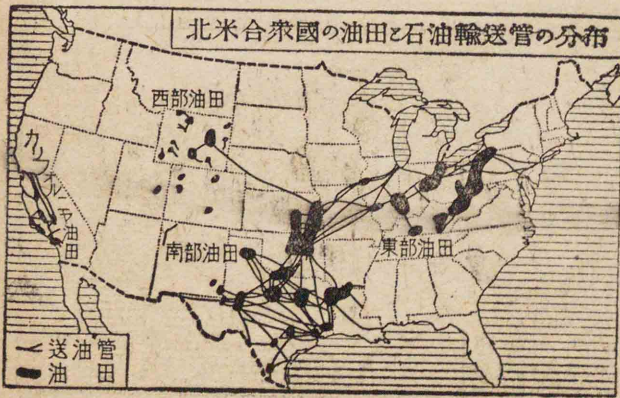 北米合衆國の油田と石油輸送管の分布
西部油田
カリフォルニヤ油田
南部油田
東部油田
送油管
油田